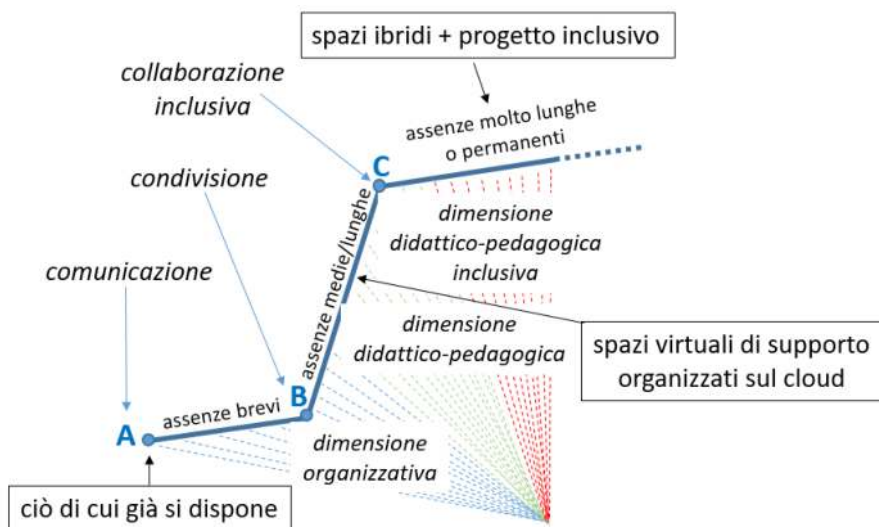 spazi ibridi + progetto inclusivo
collaborazione
inclusiva
assenze molto lunghe
o permanenti
C
condivisione
dimensione
didattico-pedagogica
inclusiva
assenze medie/lunghe
comunicazione
dimensione
didattico-pedagogica
spazi virtuali di supporto
organizzati sul cloud
B
assenze brevi
A
dimensione
organizzativa
ciò di cui già si dispone